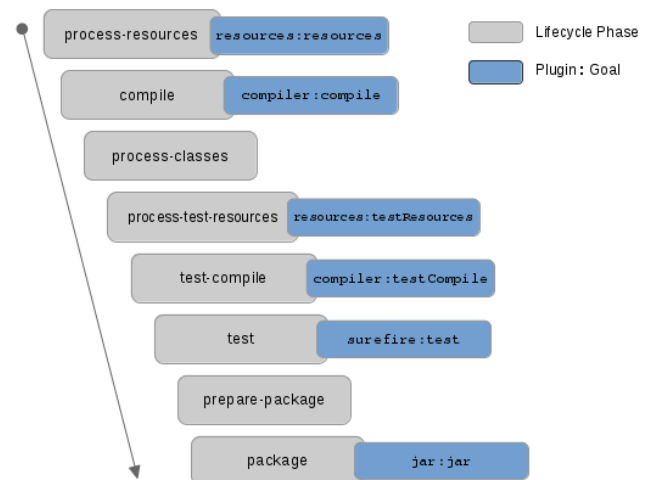 process-resources resources:resources
Lifecycle Phase
compile compiler:compile
Plugin: Goal
process-classes
process-test-resources resources:testResources
test-compile compiler:testCompile
test surefire:test
prepare-package
package jar:jar